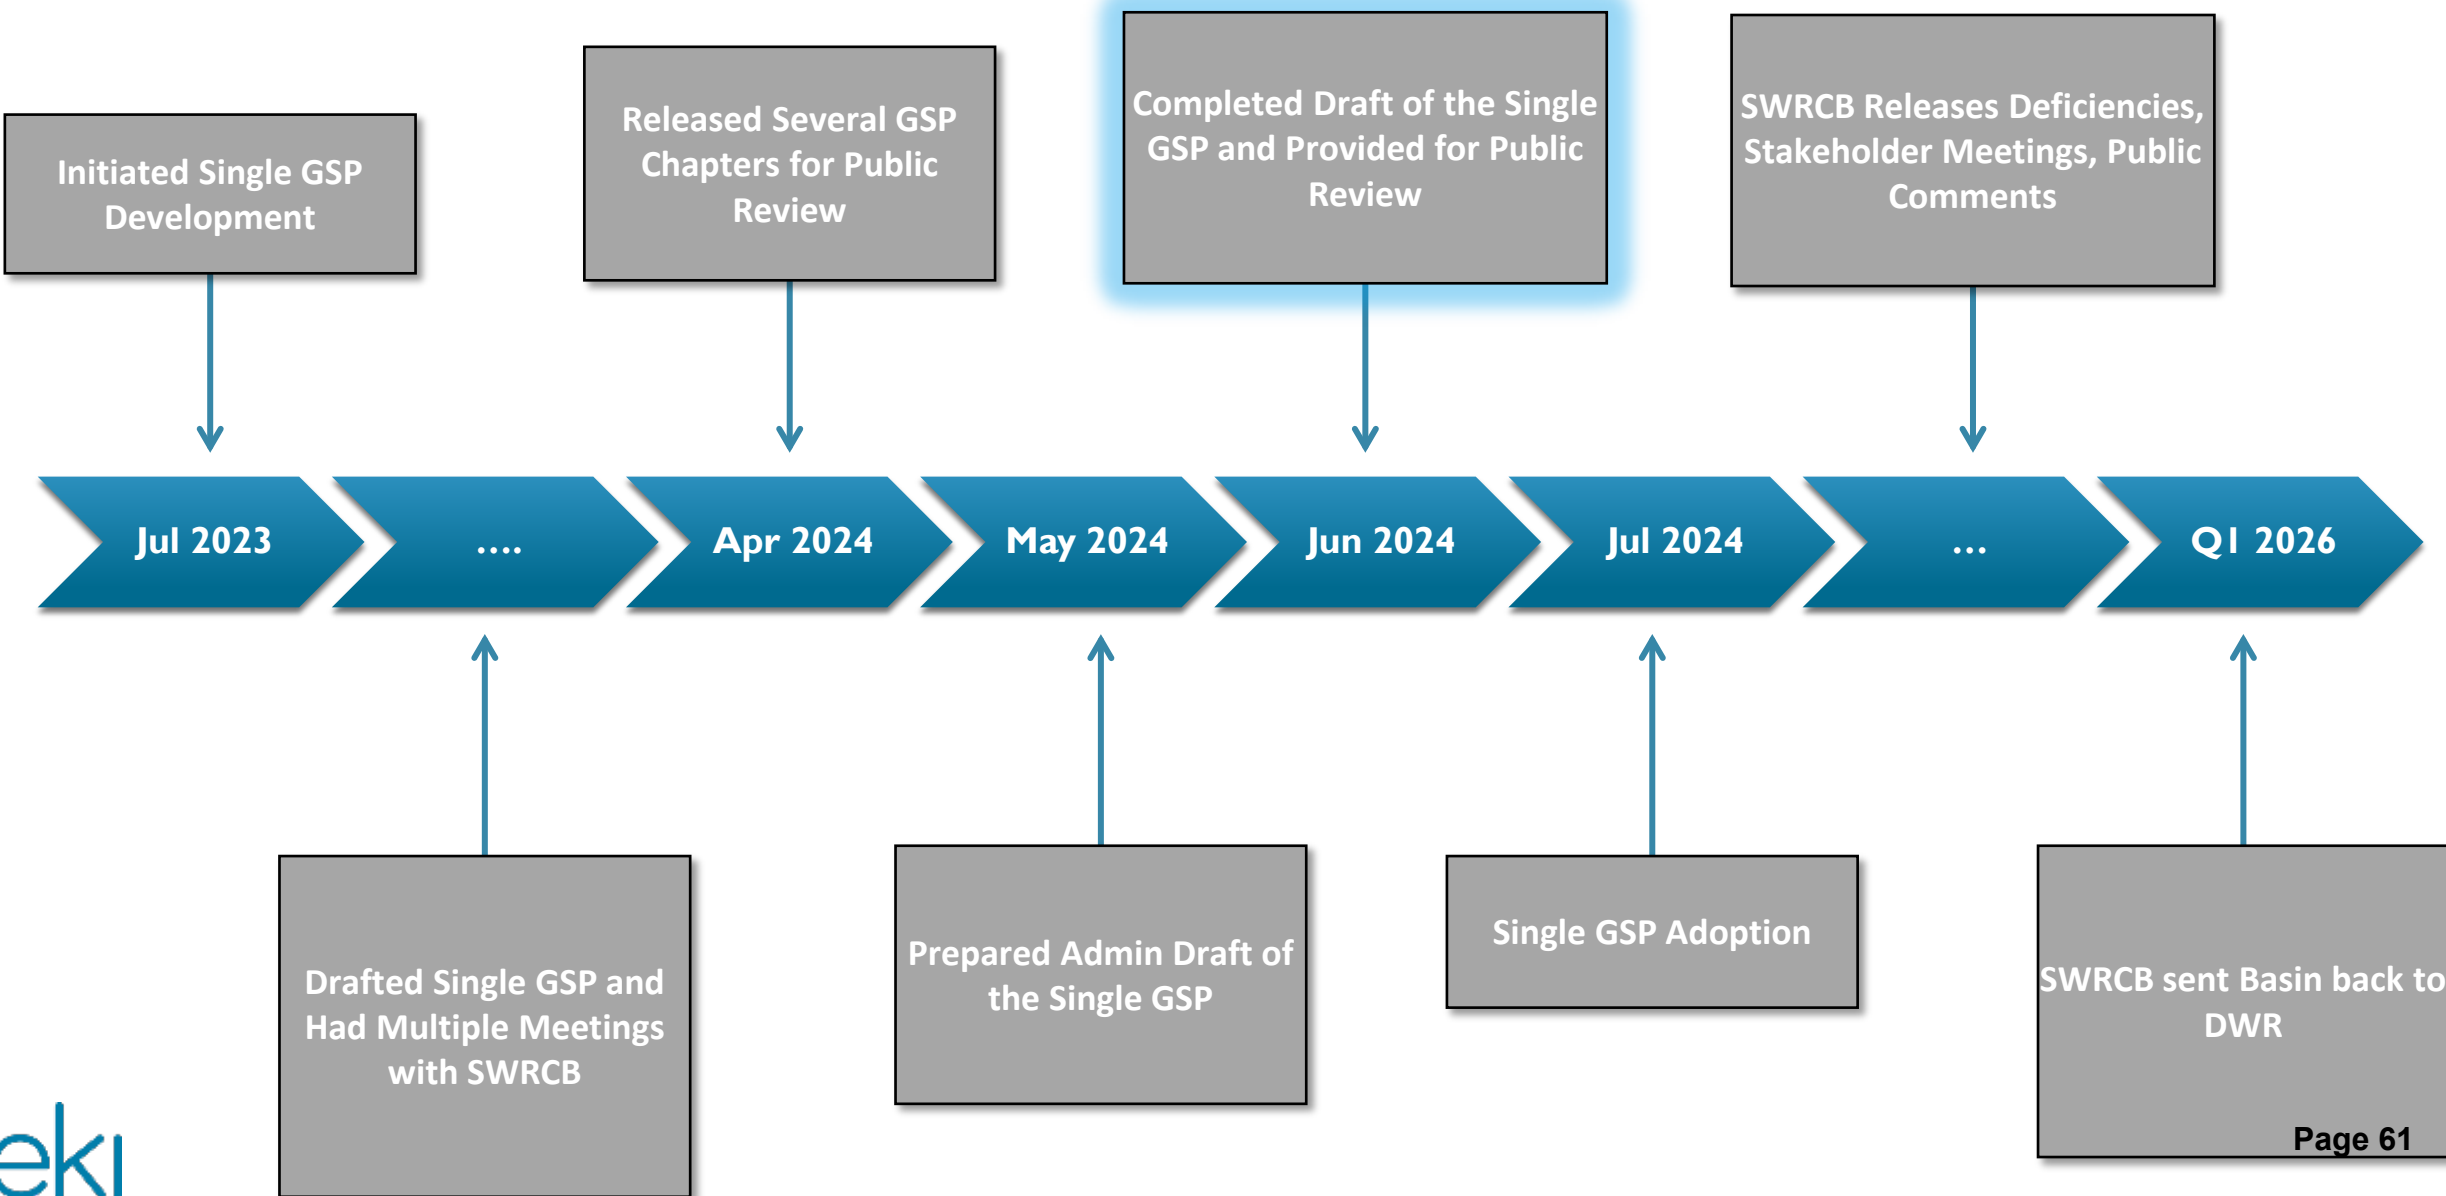 Initiated Single GSP
Development
Released Several GSP
Chapters for Public
Review
Completed Draft of the Single
GSP and Provided for Public
Review
SWRCB Releases Deficiencies,
Stakeholder Meetings, Public
Comments
Jul 2023
....
Apr 2024
May 2024
Jun 2024
Jul 2024
...
Q1 2026
Drafted Single GSP and
Had Multiple Meetings
with SWRCB
Prepared Admin Draft of
the Single GSP
Single GSP Adoption
SWRCB sent Basin back to
DWR
eki
Page 61